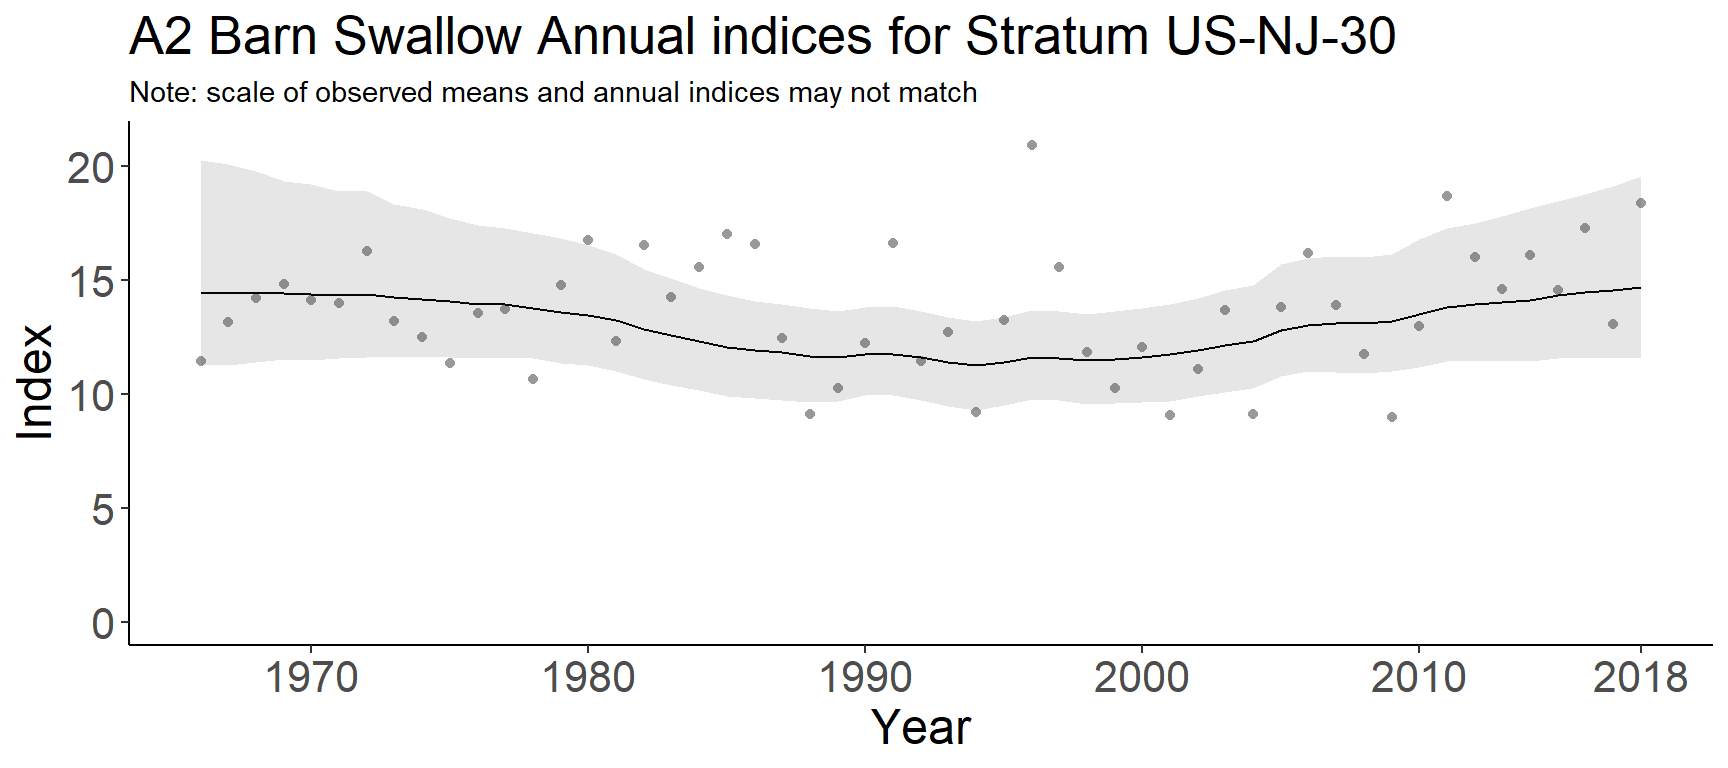 A2 Barn Swallow Annual indices for Stratum US-NJ-30
Note: scale of observed means and annual indices may not match
20
15
10
5
0
Index
1970 1980 1990 2000 2010 2018
Year